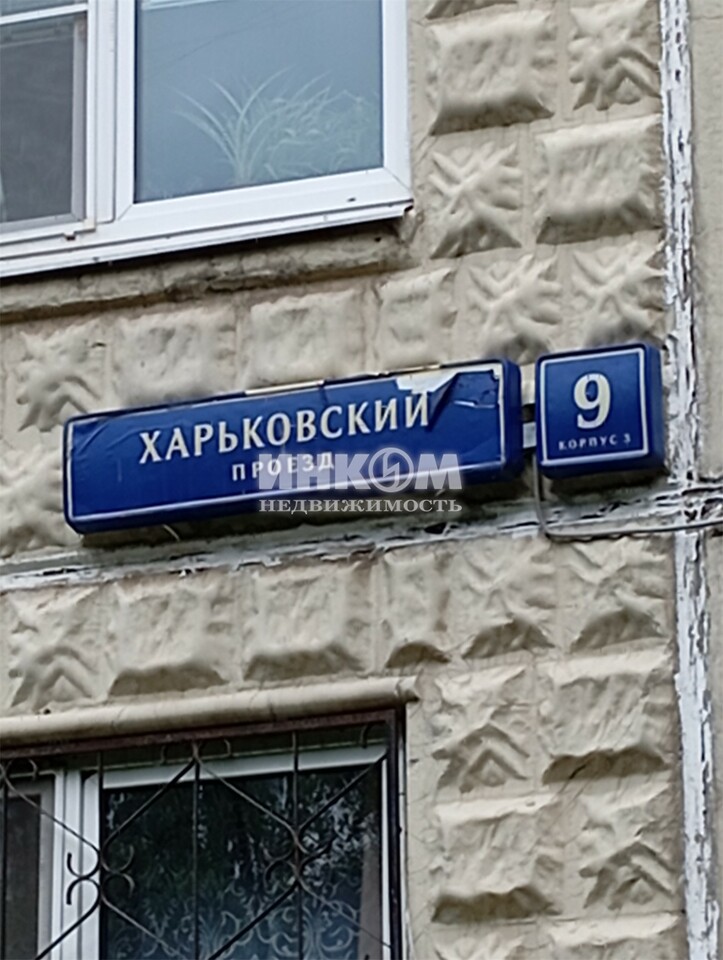 ХАРЬКОВСКИЙ
ПРОЕЗД
9
КОРПУС 3
ИНКОМ
НЕДВИЖИМОСТЬ